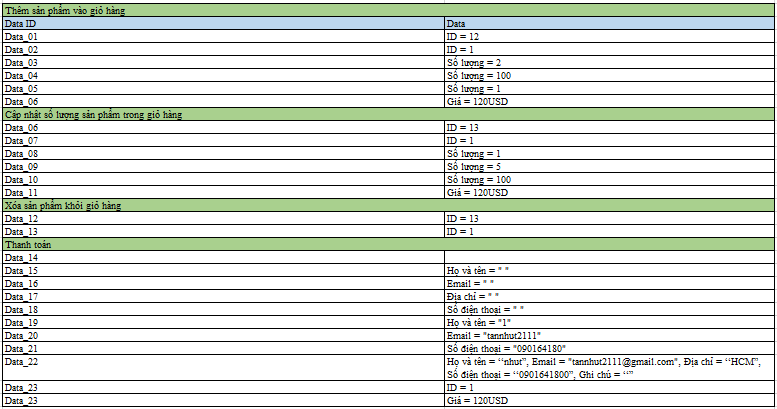 Thêm sản phẩm vào giỏ hàng
Data ID Data
Data_01 ID = 12
Data_02 ID = 1
Data_03 Số lượng = 2
Data_04 Số lượng = 100
Data_05 Số lượng = 1
Data_06 Giá = 120USD
Cập nhật số lượng sản phẩm trong giỏ hàng
Data_06 ID = 13
Data_07 ID = 1
Data_08 Số lượng = 1
Data_09 Số lượng = 5
Data_10 Số lượng = 100
Data_11 Giá = 120USD
Xóa sản phẩm khỏi giỏ hàng
Data_12 ID = 13
Data_13 ID = 1
Thanh toán
Data_14
Data_15 Họ và tên = " "
Data_16 Email = " "
Data_17 Địa chỉ = " "
Data_18 Số điện thoại = " "
Data_19 Họ và tên = "1"
Data_20 Email = "tannhut2111"
Data_21 Số điện thoại = "090164180"
Data_22 Họ và tên = “nhut”, Email = "tannhut2111@gmail.com", Địa chỉ = “HCM”,
Số điện thoại = “0901641800”, Ghi chú = “”
Data_23 ID = 1
Data_23 Giá = 120USD